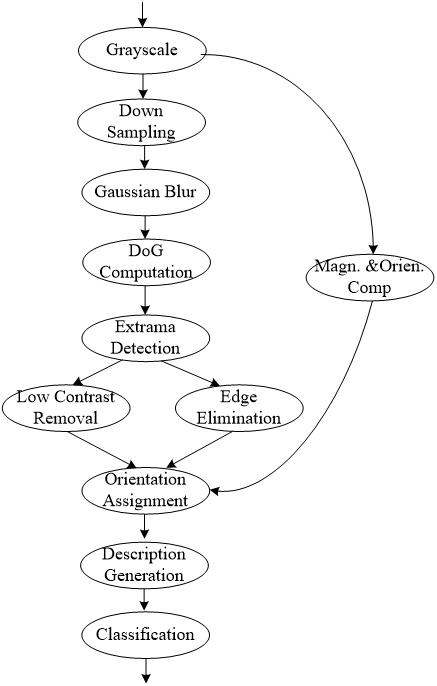 Grayscale
Down
Sampling
Gaussian Blur
DoG
Computation
Magn. &Orien.
Comp
Extrama
Detection
Low Contrast
Removal
Edge
Elimination
Orientation
Assignment
Description
Generation
Classification